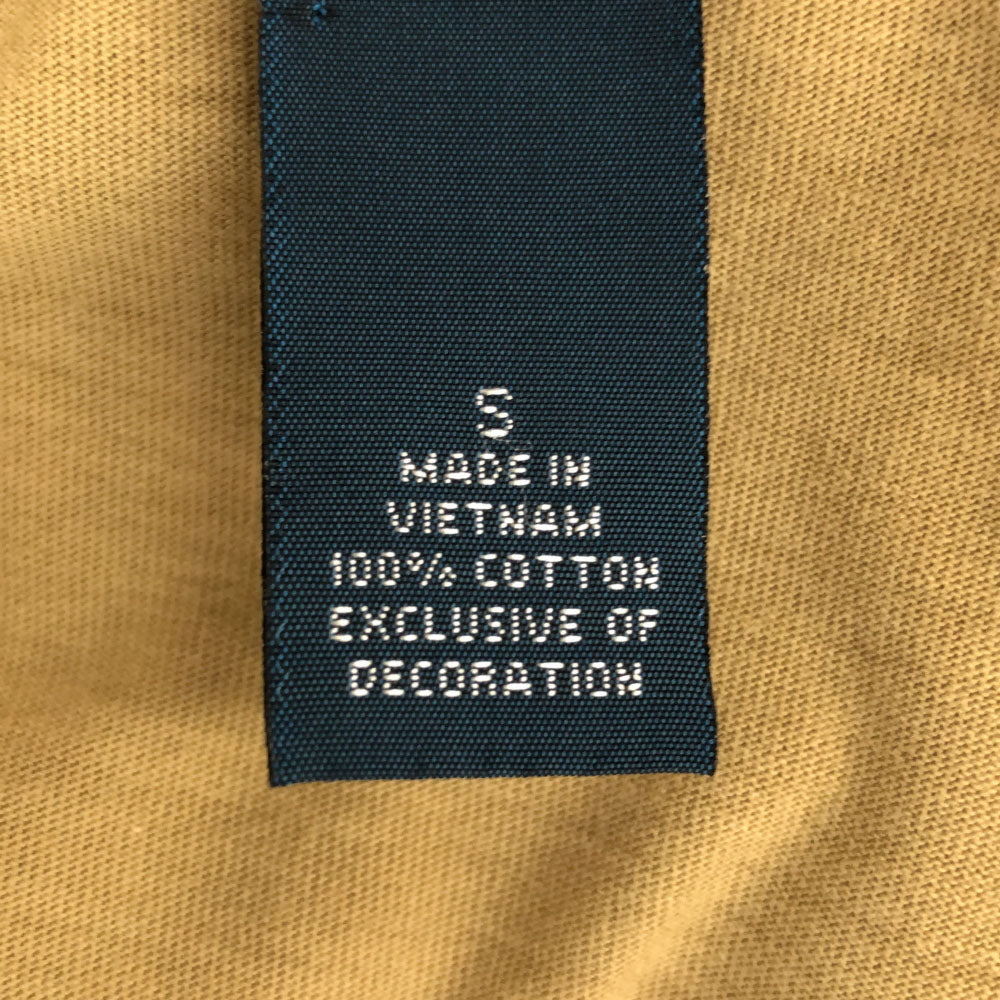 S
MADE IN
VIETNAM
100% COTTON
EXCLUSIVE OF
DECORATION